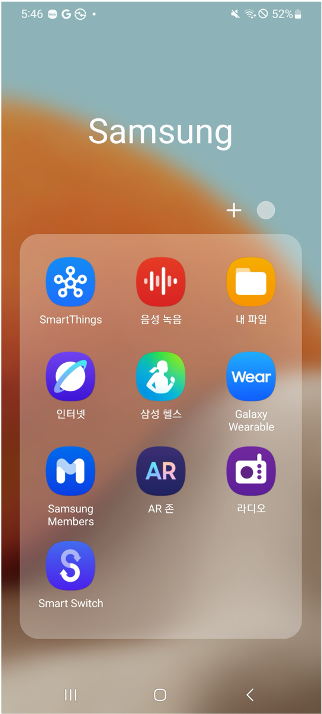 5:46
52%
Samsung
SmartThings
음성 녹음
내 파일
인터넷
삼성 헬스
Wear
Galaxy
Wearable
Samsung
Members
AR
AR 존
라디오
Smart Switch